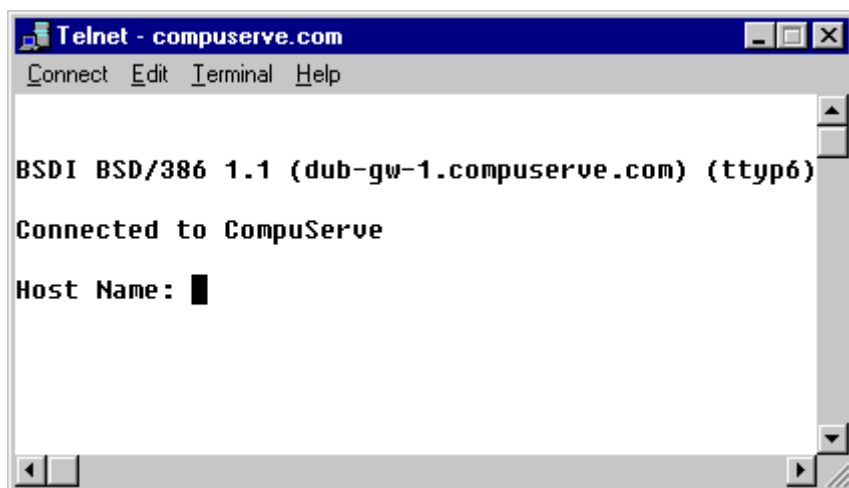 Telnet - compuserve.com
Connect Edit Terminal Help
BSDI BSD/386 1.1 (dub-gw-1.compuserve.com) (ttyp6)
Connected to CompuServe
Host Name: